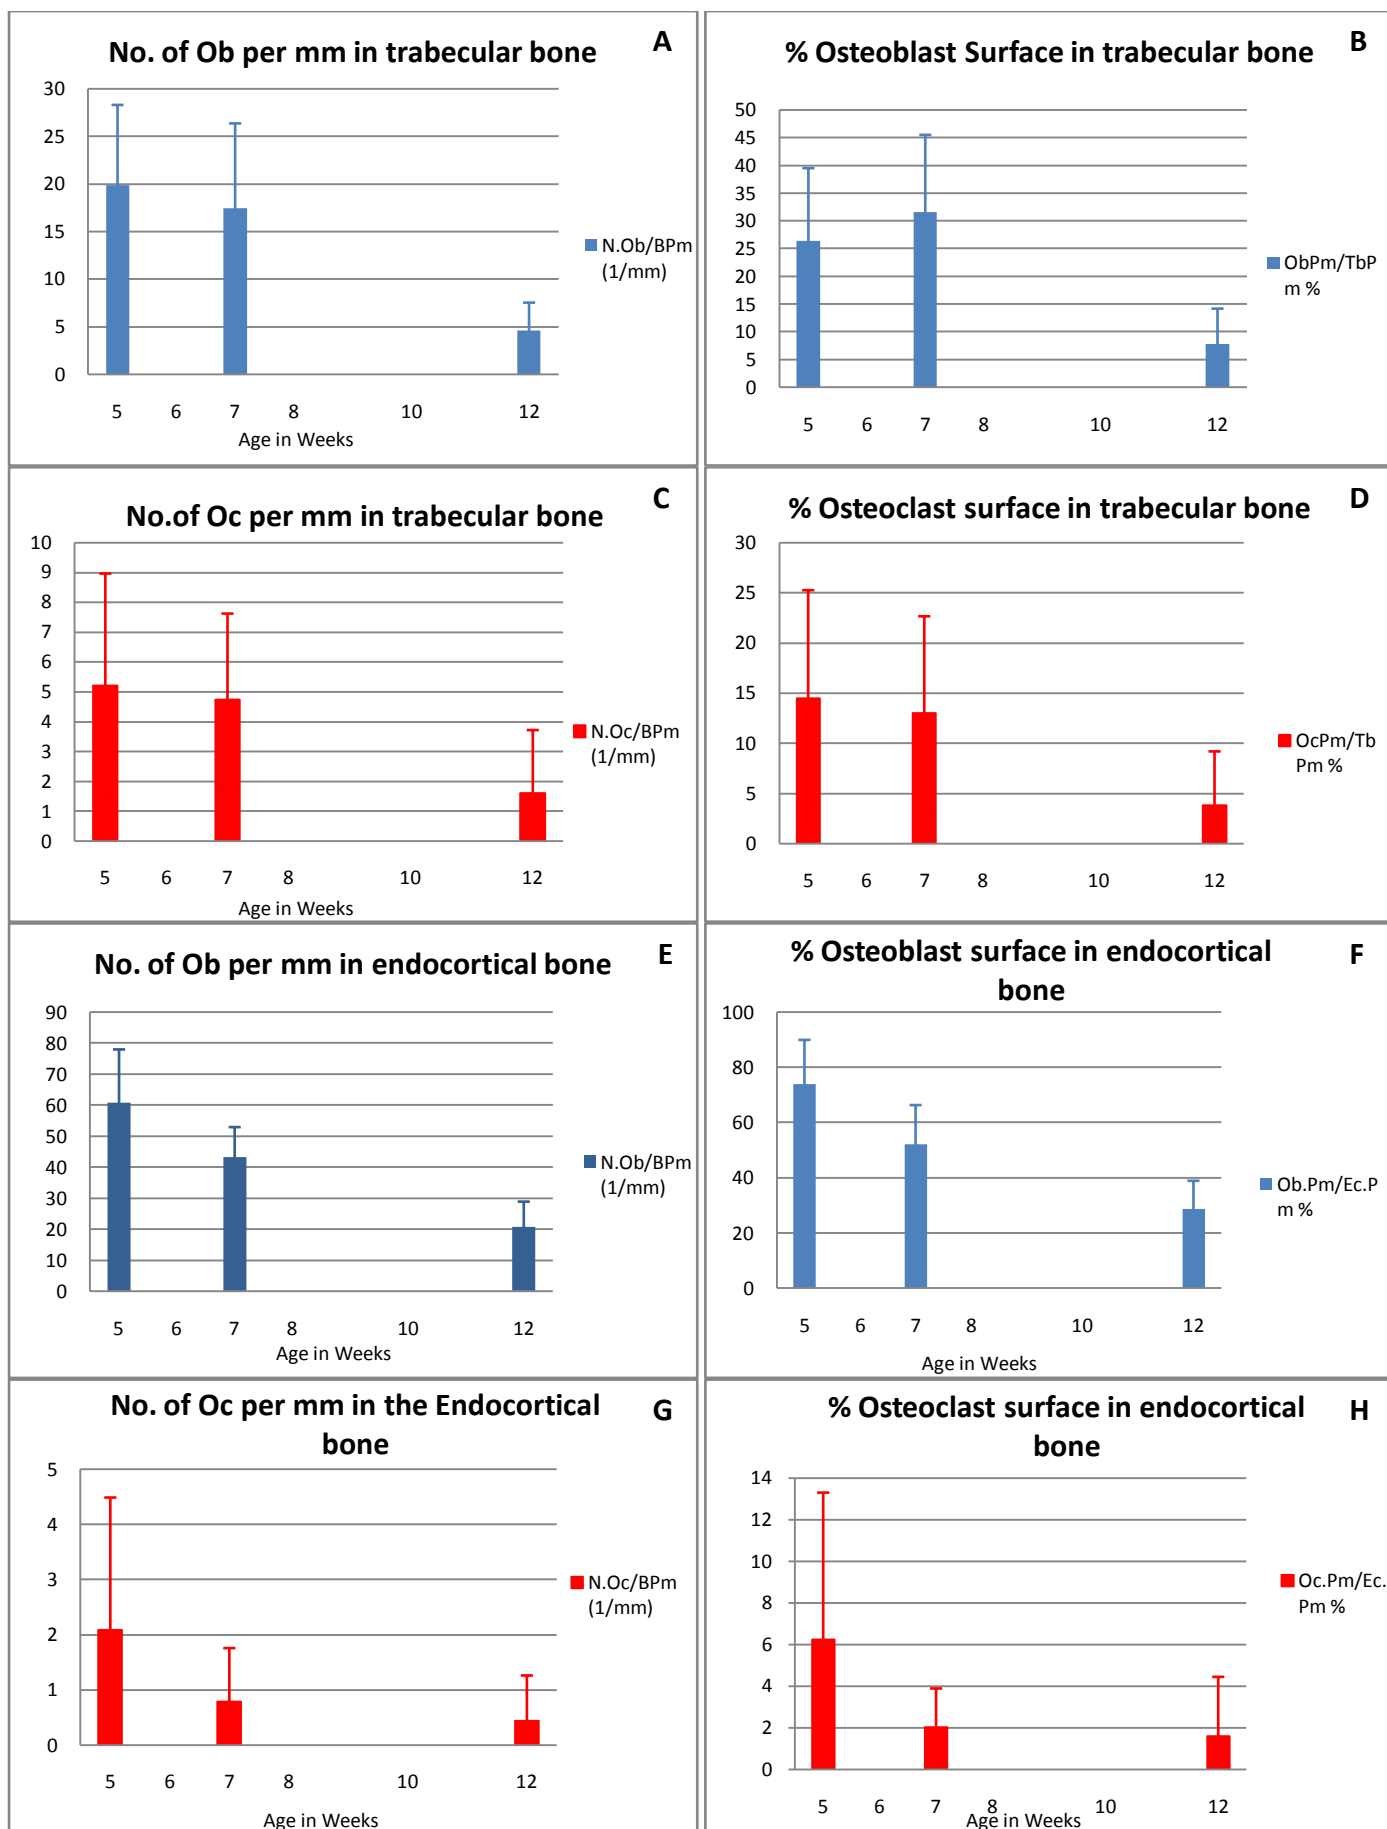 No. of Ob per mm in trabecular bone
A
30
25
20
15
10
5
0
5 6 7 8 10 12
Age in Weeks
N.Ob/BPm
(1/mm)
% Osteoblast Surface in trabecular bone
B
50
45
40
35
30
25
20
15
10
5
0
5 6 7 8 10 12
ObPm/TbP
m %
No.of Oc per mm in trabecular bone
C
10
9
8
7
6
5
4
3
2
1
0
5 6 7 8 10 12
Age in Weeks
N.Oc/BPm
(1/mm)
% Osteoclast surface in trabecular bone
D
30
25
20
15
10
5
0
5 6 7 8 10 12
OcPm/Tb
Pm %
No. of Ob per mm in endocortical bone
E
90
80
70
60
50
40
30
20
10
0
5 6 7 8 10 12
Age in Weeks
N.Ob/BPm
(1/mm)
% Osteoblast surface in endocortical
bone
F
100
80
60
40
20
0
5 6 7 8 10 12
Age in Weeks
Ob.Pm/Ec.P
m %
No. of Oc per mm in the Endocortical
bone
G
5
4
3
2
1
0
5 6 7 8 10 12
Age in Weeks
N.Oc/BPm
(1/mm)
% Osteoclast surface in endocortical
bone
H
14
12
10
8
6
4
2
0
5 6 7 8 10 12
Age in Weeks
Oc.Pm/Ec.
Pm %